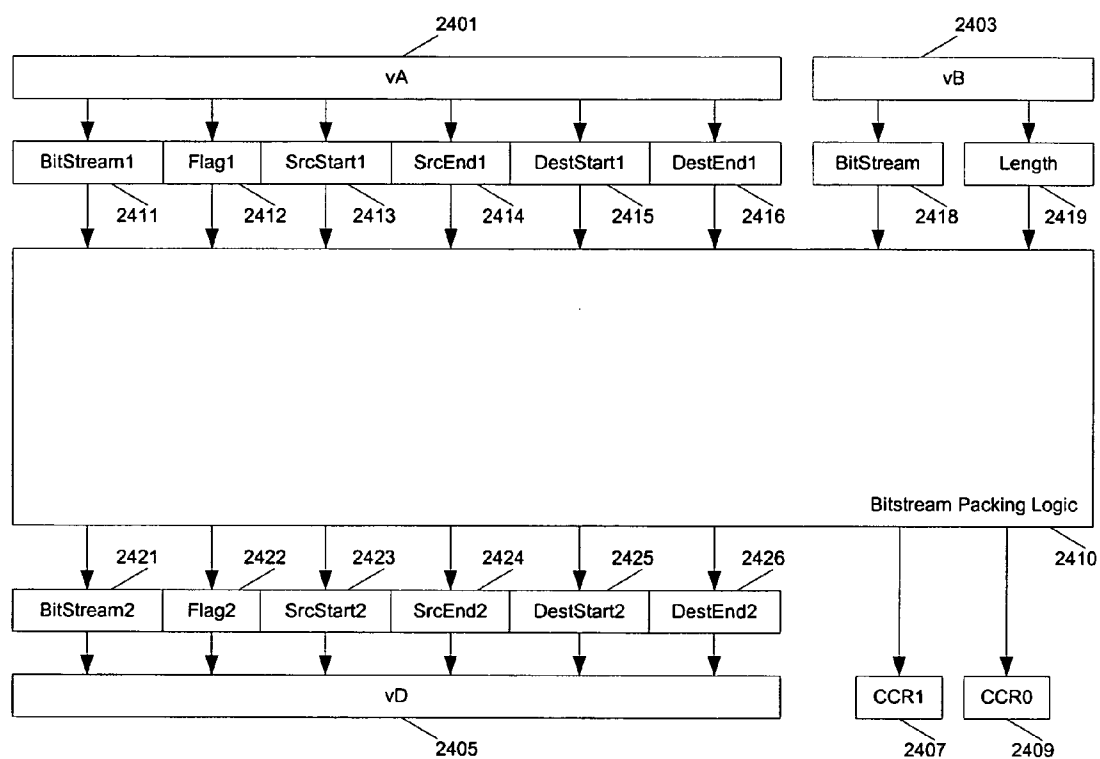 2401 2403
vA vB
BitStream1 Flag1 SrcStart1 SrcEnd1 DestStart1 DestEnd1 BitStream Length
2411 2412 2413 2414 2415 2416 2418 2419
Bitstream Packing Logic
2421 2422 2423 2424 2425 2426 2410
BitStream2 Flag2 SrcStart2 SrcEnd2 DestStart2 DestEnd2
vD CCR1 CCR0
2405 2407 2409